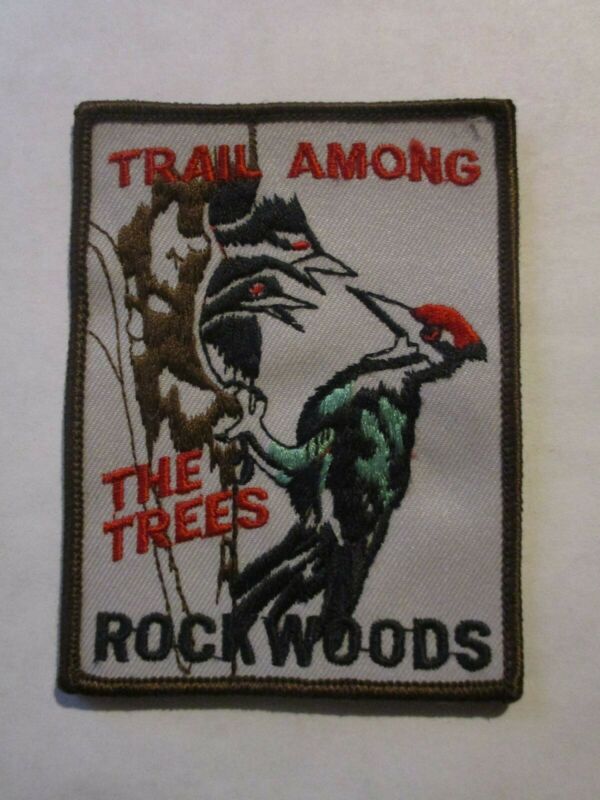 TRAIL AMONG
THE
TREES
ROCKWOODS